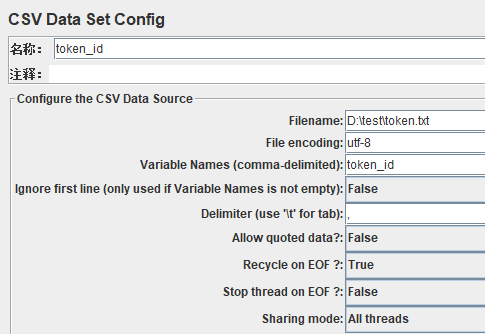 CSV Data Set Config
名称： token_id
注释：
Configure the CSV Data Source
Filename: D:\test\token.txt
File encoding: utf-8
Variable Names (comma-delimited): token_id
Ignore first line (only used if Variable Names is not empty): False
Delimiter (use '\t' for tab): ,
Allow quoted data?: False
Recycle on EOF ?: True
Stop thread on EOF ?: False
Sharing mode: All threads